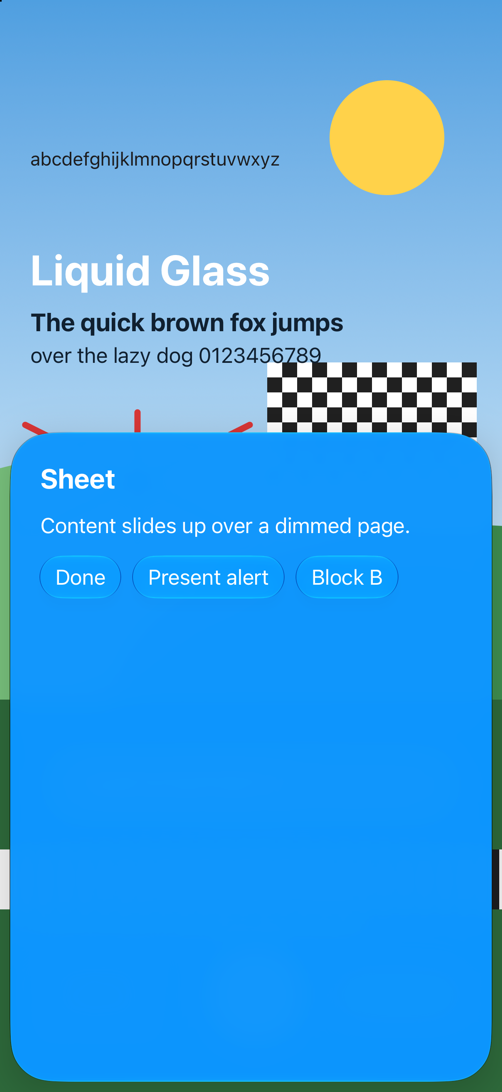 abcdefghijklmnopqrstuvwxyz
Liquid Glass
The quick brown fox jumps
over the lazy dog 0123456789
Sheet
Content slides up over a dimmed page.
Done
Present alert
Block B